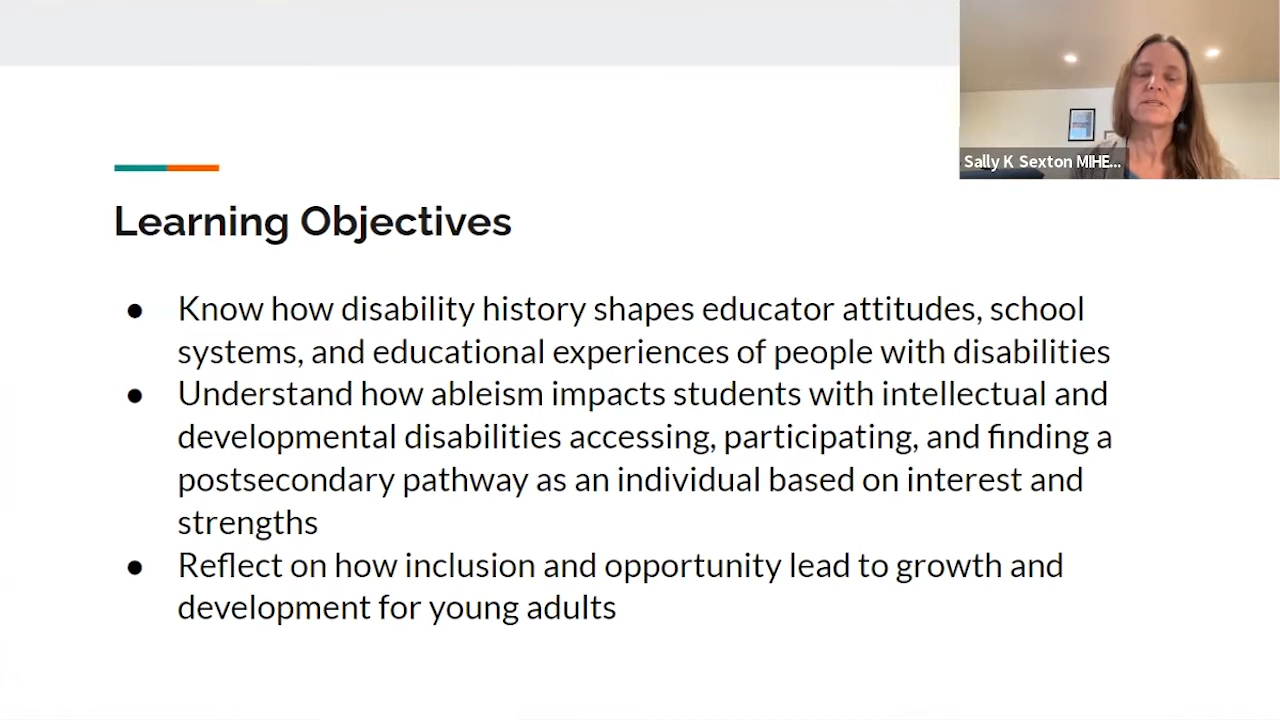 Sally K Sexton MIHE...
Learning Objectives
● Know how disability history shapes educator attitudes, school
systems, and educational experiences of people with disabilities
● Understand how ableism impacts students with intellectual and
developmental disabilities accessing, participating, and finding a
postsecondary pathway as an individual based on interest and
strengths
● Reflect on how inclusion and opportunity lead to growth and
development for young adults